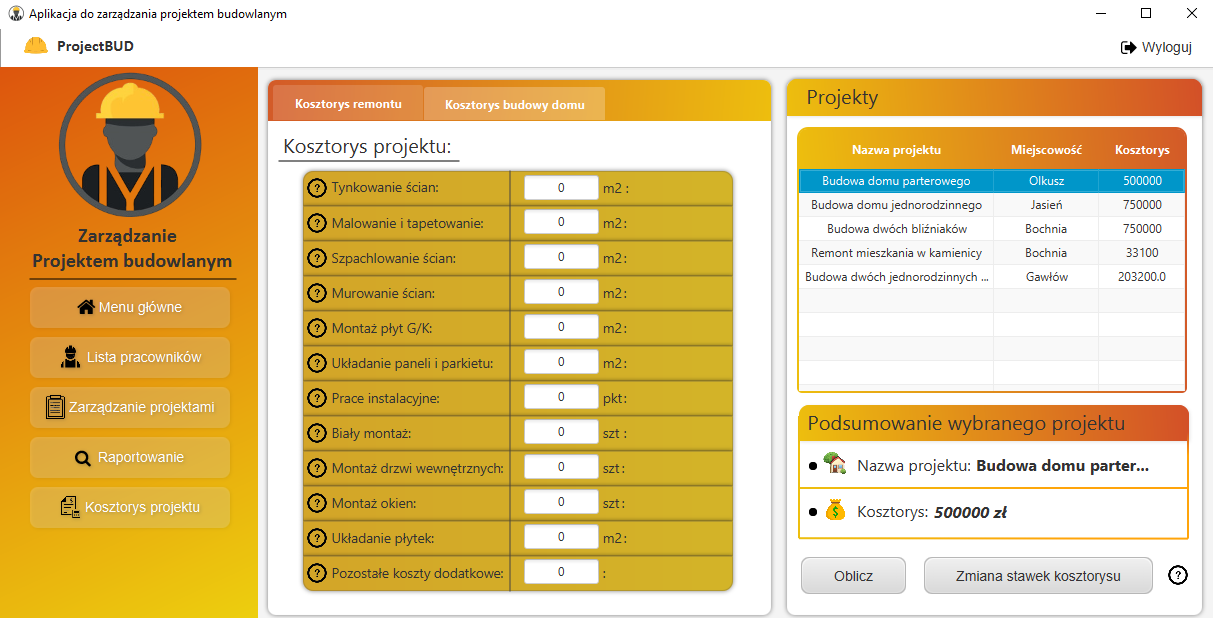 Aplikacja do zarządzania projektem budowlanym
ProjectBUD
Wyloguj
Zarządzanie
Projektem budowlanym
Menu główne
Lista pracowników
Zarządzanie projektami
Raportowanie
Kosztorys projektu
Kosztorys remontu
Kosztorys budowy domu
Kosztorys projektu:
? Tynkowanie ścian: 0 m2 :
? Malowanie i tapetowanie: 0 m2:
? Szpachlowanie ścian: 0 m2:
? Murowanie ścian: 0 m2:
? Montaż płyt G/K: 0 m2:
? Układanie paneli i parkietu: 0 m2:
? Prace instalacyjne: 0 pkt:
? Biały montaż: 0 szt :
? Montaż drzwi wewnętrznych: 0 szt:
? Montaż okien: 0 szt:
? Układanie płytek: 0 m2:
? Pozostałe koszty dodatkowe: 0 :
Projekty
Nazwa projektu Miejscowość Kosztorys
Budowa domu parterowego Olkusz 500000
Budowa domu jednorodzinnego Jasień 750000
Budowa dwóch bliźniaków Bochnia 750000
Remont mieszkania w kamienicy Bochnia 33100
Budowa dwóch jednorodzinnych ... Gawłów 203200.0
Podsumowanie wybranego projektu
Nazwa projektu: Budowa domu parter...
Kosztorys: 500000 zł
Oblicz
Zmiana stawek kosztorysu
?